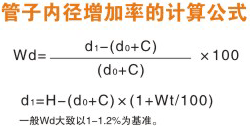 管子内径增加率的计算公式
Wd= d₁−(d₀+C) / (d₀+C) ×100
d₁=H−(d₀+C)×(1+Wt/100)
一般Wd大致以1−1.2%为基准。